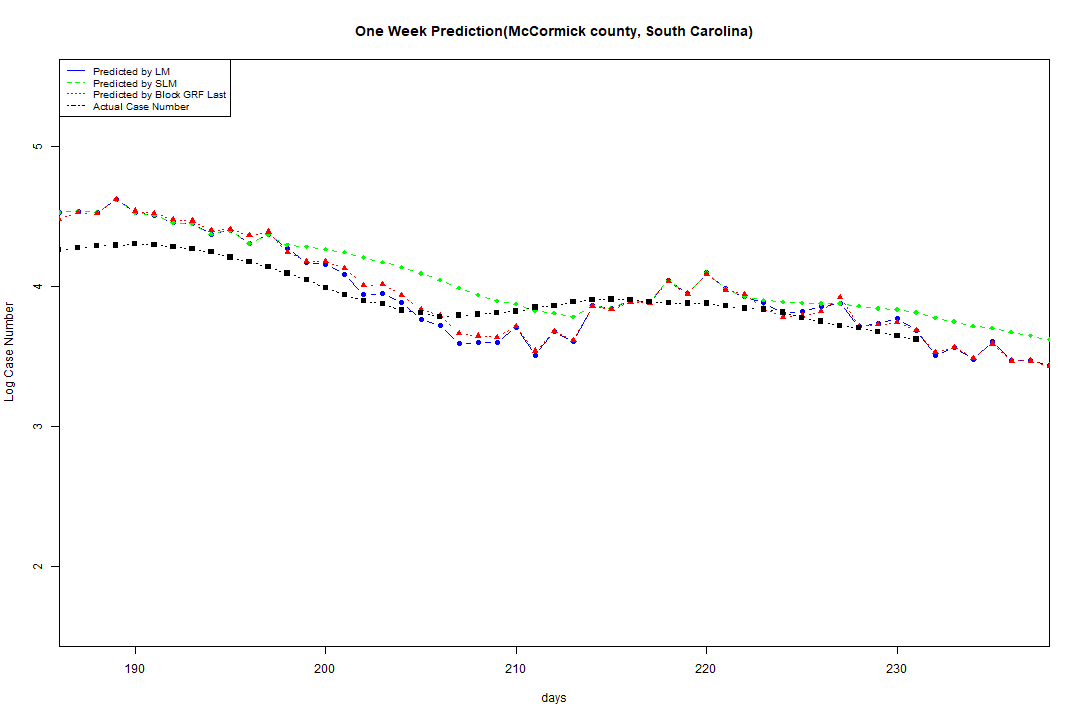 One Week Prediction(McCormick county, South Carolina)
Predicted by LM
Predicted by SLM
Predicted by Block GRF Last
Actual Case Number
5
4
3
2
Log Case Number
190 200 210 220 230
days